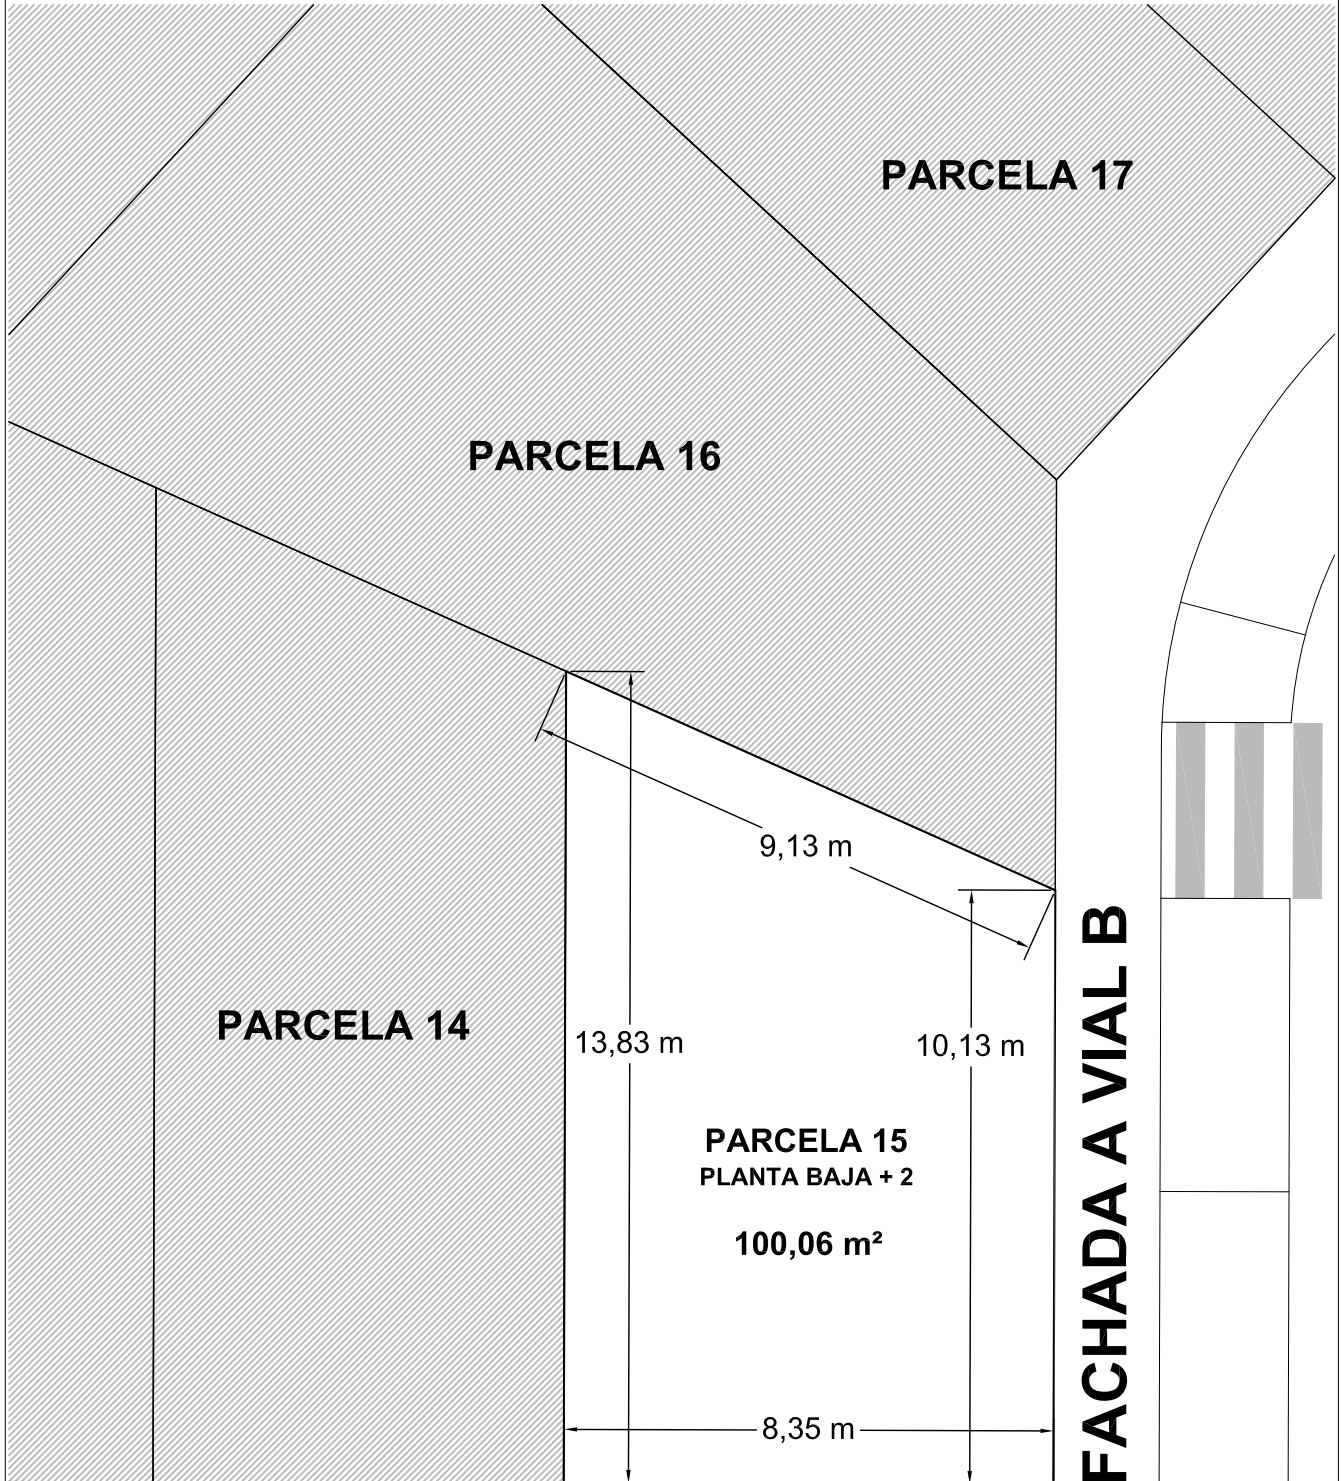 PARCELA 17
PARCELA 16
9,13 m
PARCELA 14
13,83 m
10,13 m
PARCELA 15
PLANTA BAJA + 2
100,06 m²
8,35 m
FACHADA A VIAL B